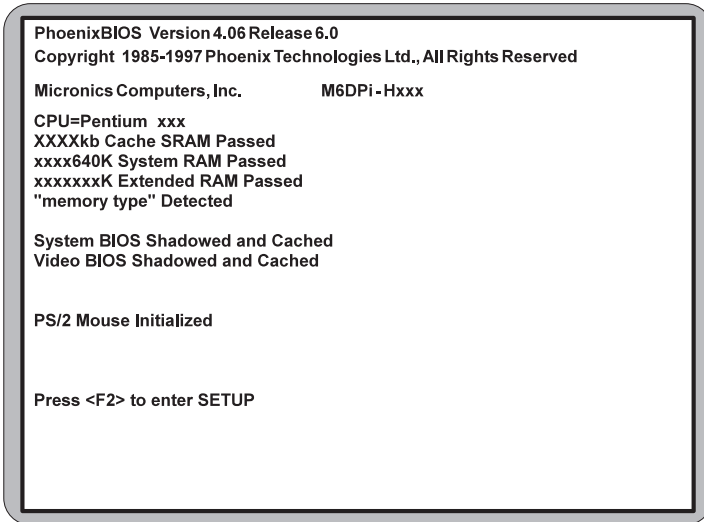 PhoenixBIOS Version 4.06 Release 6.0
Copyright 1985-1997 Phoenix Technologies Ltd., All Rights Reserved
Micronics Computers, Inc. M6DPi-Hxxx
CPU=Pentium xxx
XXXXkb Cache SRAM Passed
xxxx640K System RAM Passed
xxxxxxxK Extended RAM Passed
"memory type" Detected
System BIOS Shadowed and Cached
Video BIOS Shadowed and Cached
PS/2 Mouse Initialized
Press <F2> to enter SETUP